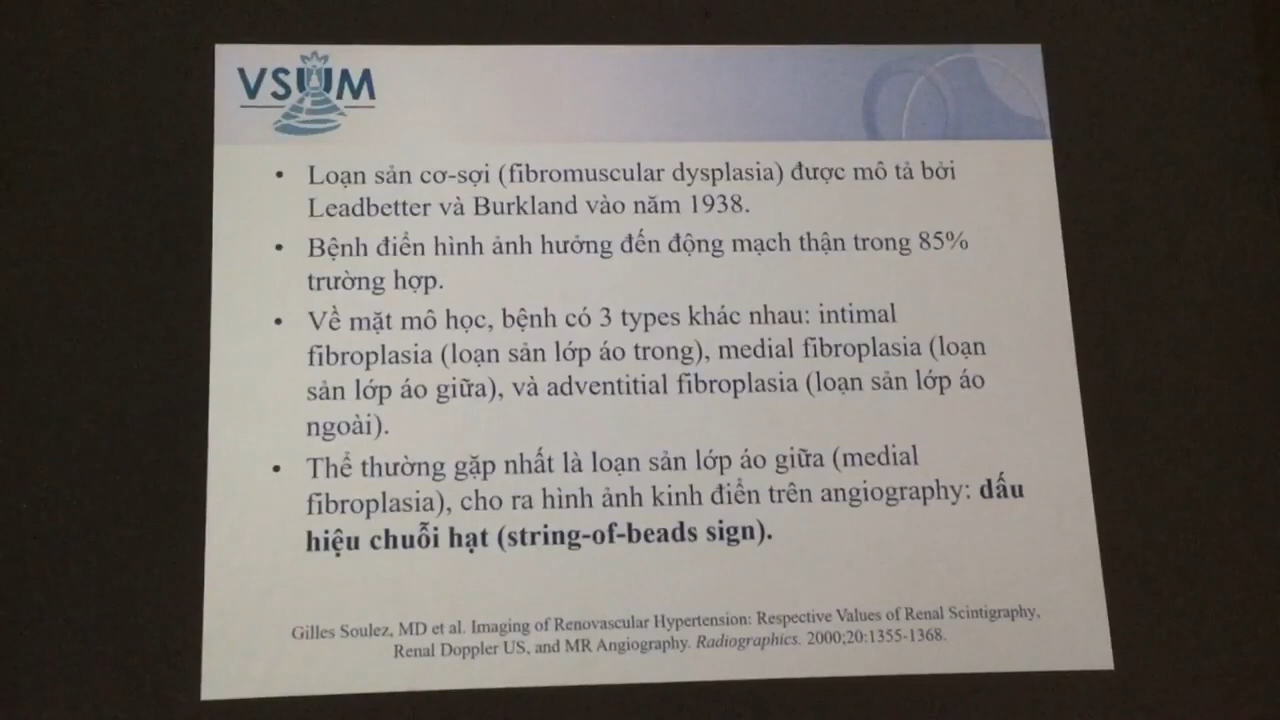 VSUM
• Loạn sản cơ-sợi (fibromuscular dysplasia) được mô tả bởi
Leadbetter và Burkland vào năm 1938.
• Bệnh điển hình ảnh hưởng đến động mạch thận trong 85%
trường hợp.
• Về mặt mô học, bệnh có 3 types khác nhau: intimal
fibroplasia (loạn sản lớp áo trong), medial fibroplasia (loạn
sản lớp áo giữa), và adventitial fibroplasia (loạn sản lớp áo
ngoài).
• Thể thường gặp nhất là loạn sản lớp áo giữa (medial
fibroplasia), cho ra hình ảnh kinh điển trên angiography: dấu
hiệu chuỗi hạt (string-of-beads sign).
Gilles Soulez, MD et al. Imaging of Renovascular Hypertension: Respective Values of Renal Scintigraphy,
Renal Doppler US, and MR Angiography. Radiographics. 2000;20:1355-1368.